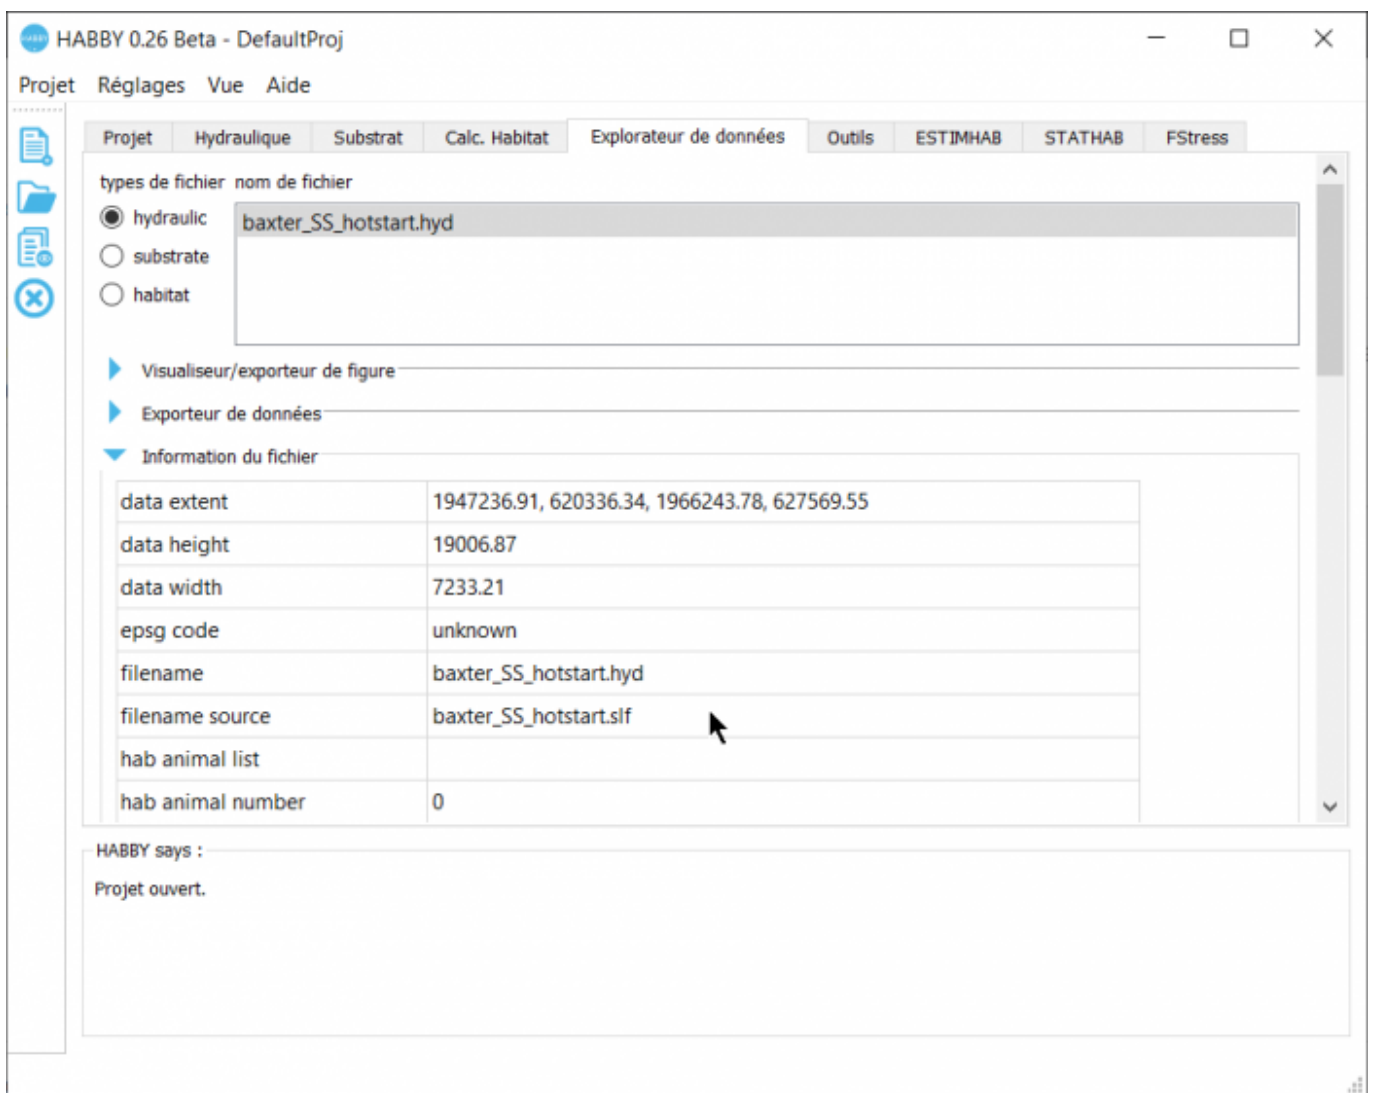 HABBY 0.26 Beta - DefaultProj
Projet Réglages Vue Aide
Projet Hydraulique Substrat Calc. Habitat Explorateur de données Outils ESTIMHAB STATHAB FStress
types de fichier nom de fichier
hydraulic baxter_SS_hotstart.hyd
substrate
habitat
Visualiseur/exporteur de figure
Exporteur de données
Information du fichier
data extent 1947236.91, 620336.34, 1966243.78, 627569.55
data height 19006.87
data width 7233.21
epsg code unknown
filename baxter_SS_hotstart.hyd
filename source baxter_SS_hotstart.slf
hab animal list
hab animal number 0
HABBY says :
Projet ouvert.